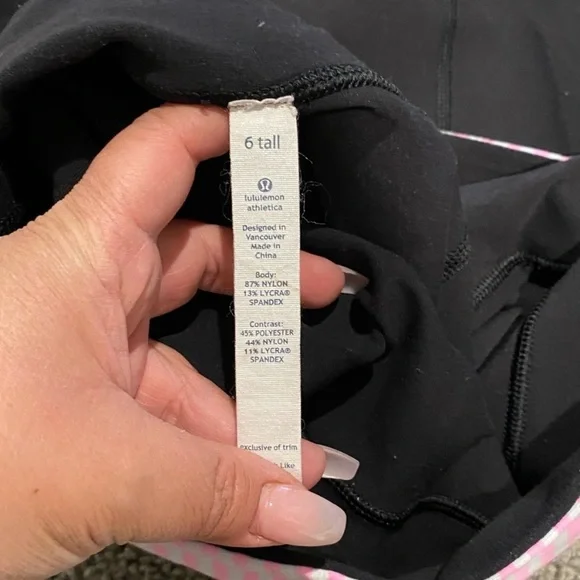 6 tall
lululemon
athletica
Designed in
Vancouver
Made in
China
Body:
87% NYLON
13% LYCRA®
SPANDEX
Contrast:
45% POLYESTER
44% NYLON
11% LYCRA®
SPANDEX
exclusive of trim
Like